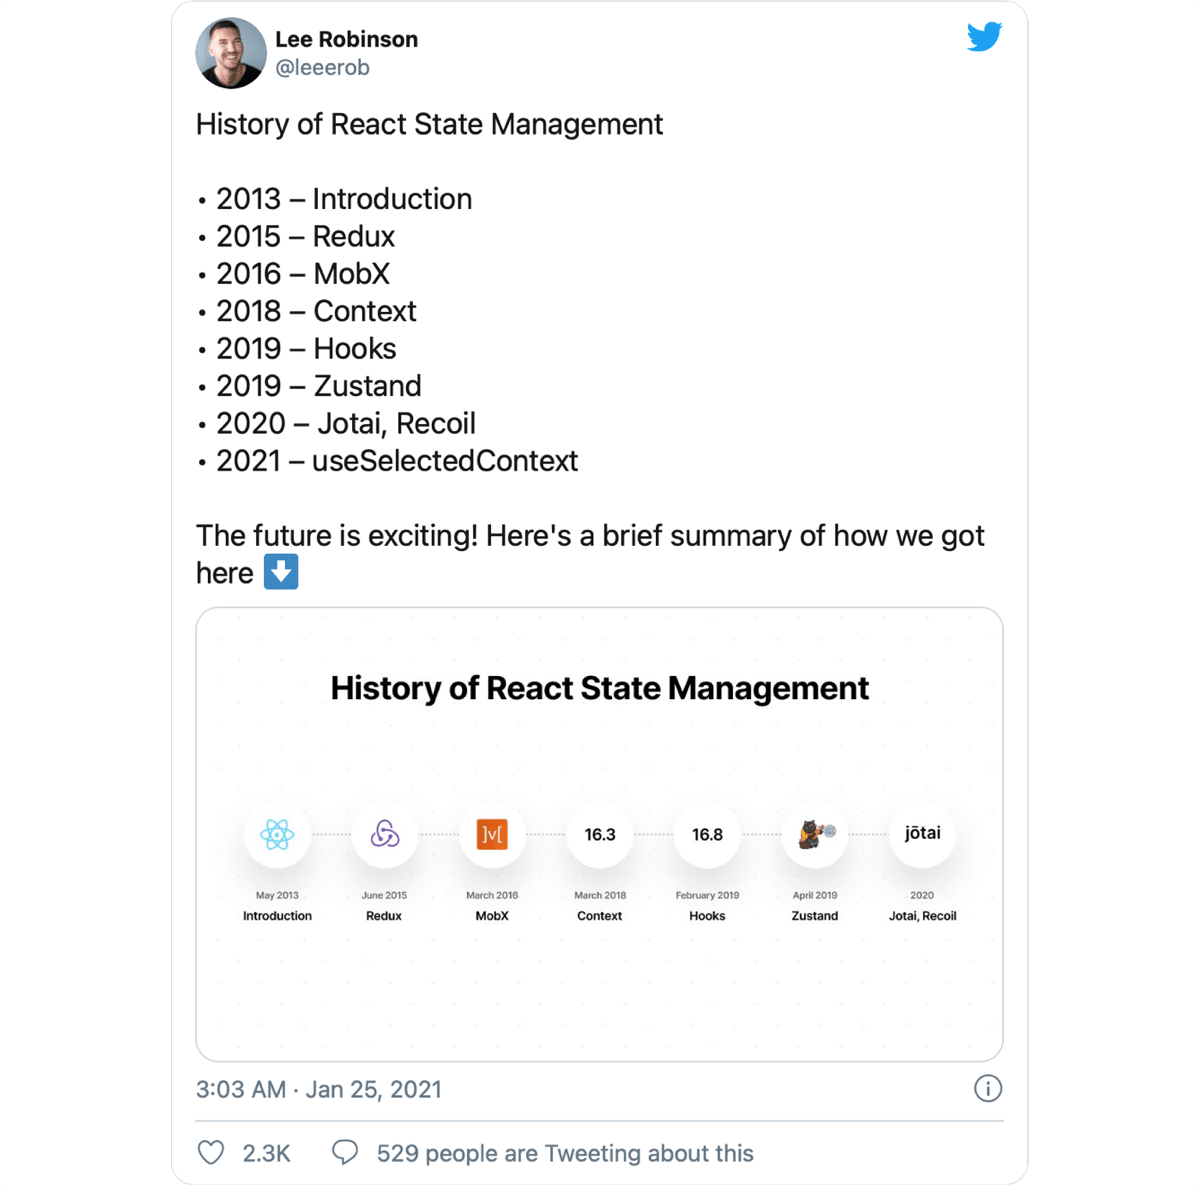 Lee Robinson
@leeerob
History of React State Management
• 2013 – Introduction
• 2015 – Redux
• 2016 – MobX
• 2018 – Context
• 2019 – Hooks
• 2019 – Zustand
• 2020 – Jotai, Recoil
• 2021 – useSelectedContext
The future is exciting! Here's a brief summary of how we got
here ⬇️
History of React State Management
]v[ 16.3 16.8 jōtai
May 2013 June 2015 March 2016 March 2018 February 2019 April 2019 2020
Introduction Redux MobX Context Hooks Zustand Jotai, Recoil
3:03 AM · Jan 25, 2021
2.3K 529 people are Tweeting about this